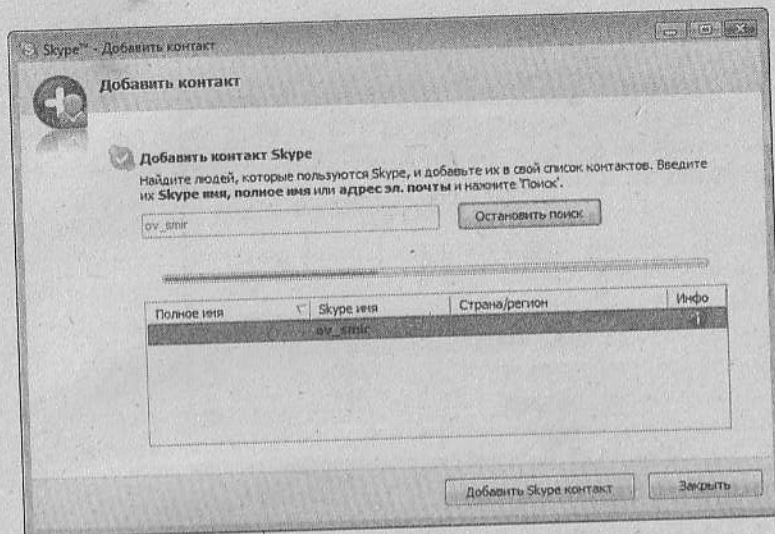 Skype™ - Добавить контакт
Добавить контакт
Добавить контакт Skype
Найдите людей, которые пользуются Skype, и добавьте их в свой список контактов. Введите
их Skype имя, полное имя или адрес эл. почты и нажмите 'Поиск'.
ov_smir
Остановить поиск
Полное имя Skype имя Страна/регион Инфо
ov_smir
Добавить Skype контакт Закрыть